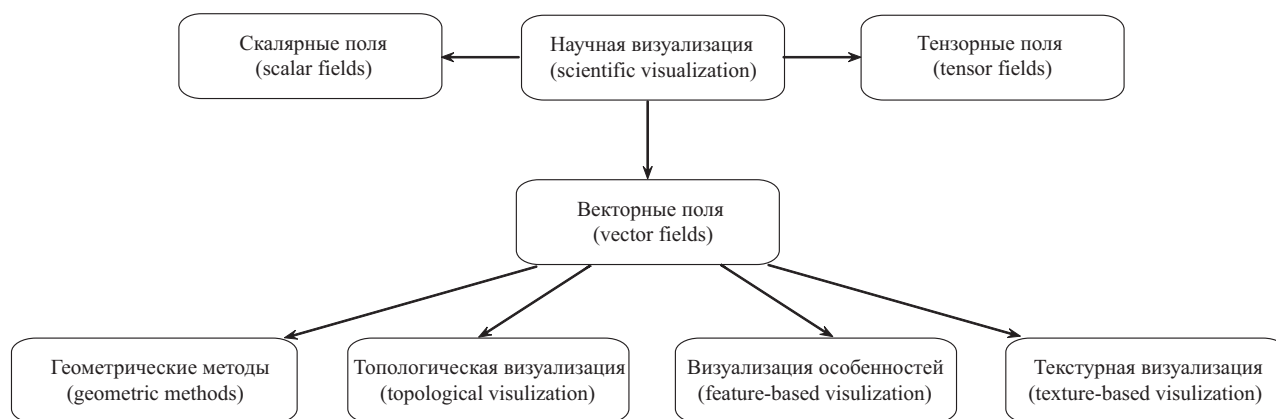 Скалярные поля
(scalar fields)
Научная визуализация
(scientific visualization)
Тензорные поля
(tensor fields)
Векторные поля
(vector fields)
Геометрические методы
(geometric methods)
Топологическая визуализация
(topological visulization)
Визуализация особенностей
(feature-based visulization)
Текстурная визуализация
(texture-based visulization)